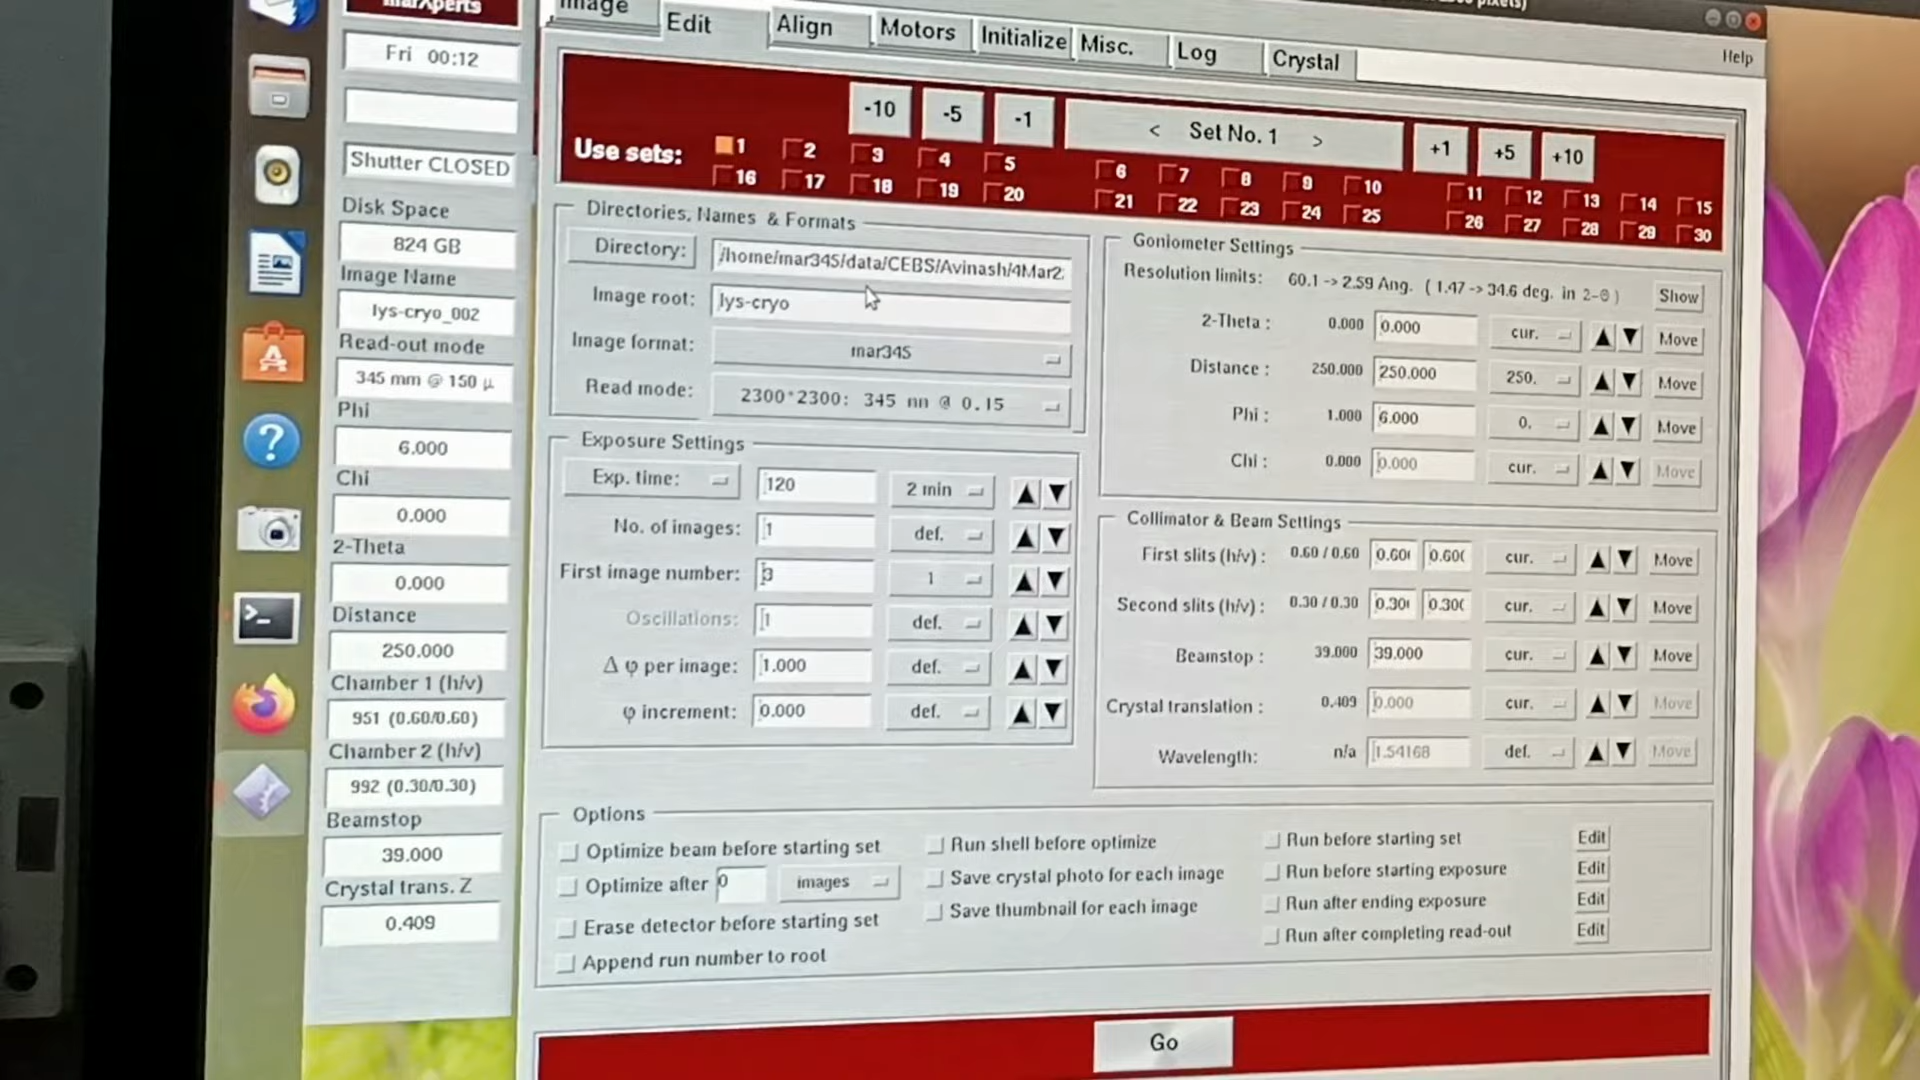 marXperts
Fri 00:12
Shutter CLOSED
Disk Space
824 GB
Image Name
lys-cryo_002
Read-out mode
345 mm @ 150 µ
Phi
6.000
Chi
0.000
2-Theta
0.000
Distance
250.000
Chamber 1 (h/v)
951 (0.60/0.60)
Chamber 2 (h/v)
992 (0.30/0.30)
Beamstop
39.000
Crystal trans. Z
0.409
pixels)
Image Edit Align Motors Initialize Misc. Log Crystal Help
-10 -5 -1 < Set No. 1 > +1 +5 +10
Use sets: 1 2 3 4 5 6 7 8 9 10 11 12 13 14 15
16 17 18 19 20 21 22 23 24 25 26 27 28 29 30
Directories, Names & Formats
Directory: /home/mar345/data/CEBS/Avinash/4Mar2
Image root: lys-cryo
Image format: mar345
Read mode: 2300*2300: 345 mm @ 0.15
Exposure Settings
Exp. time: 120 2 min
No. of images: 1 def.
First image number: 3 1
Oscillations: 1 def.
Δ φ per image: 1.000 def.
φ increment: 0.000 def.
Goniometer Settings
Resolution limits: 60.1 -> 2.59 Ang. ( 1.47 -> 34.6 deg. in 2-θ ) Show
2-Theta : 0.000 0.000 cur. Move
Distance : 250.000 250.000 250. Move
Phi : 1.000 6.000 0. Move
Chi : 0.000 0.000 cur. Move
Collimator & Beam Settings
First slits (h/v) : 0.60 / 0.60 0.60 0.60 cur. Move
Second slits (h/v) : 0.30 / 0.30 0.30 0.30 cur. Move
Beamstop : 39.000 39.000 cur. Move
Crystal translation : 0.409 0.000 cur. Move
Wavelength: n/a 1.54168 def. Move
Options
Optimize beam before starting set Run shell before optimize Run before starting set Edit
Optimize after 0 images Save crystal photo for each image Run before starting exposure Edit
Erase detector before starting set Save thumbnail for each image Run after ending exposure Edit
Append run number to root Run after completing read-out Edit
Go